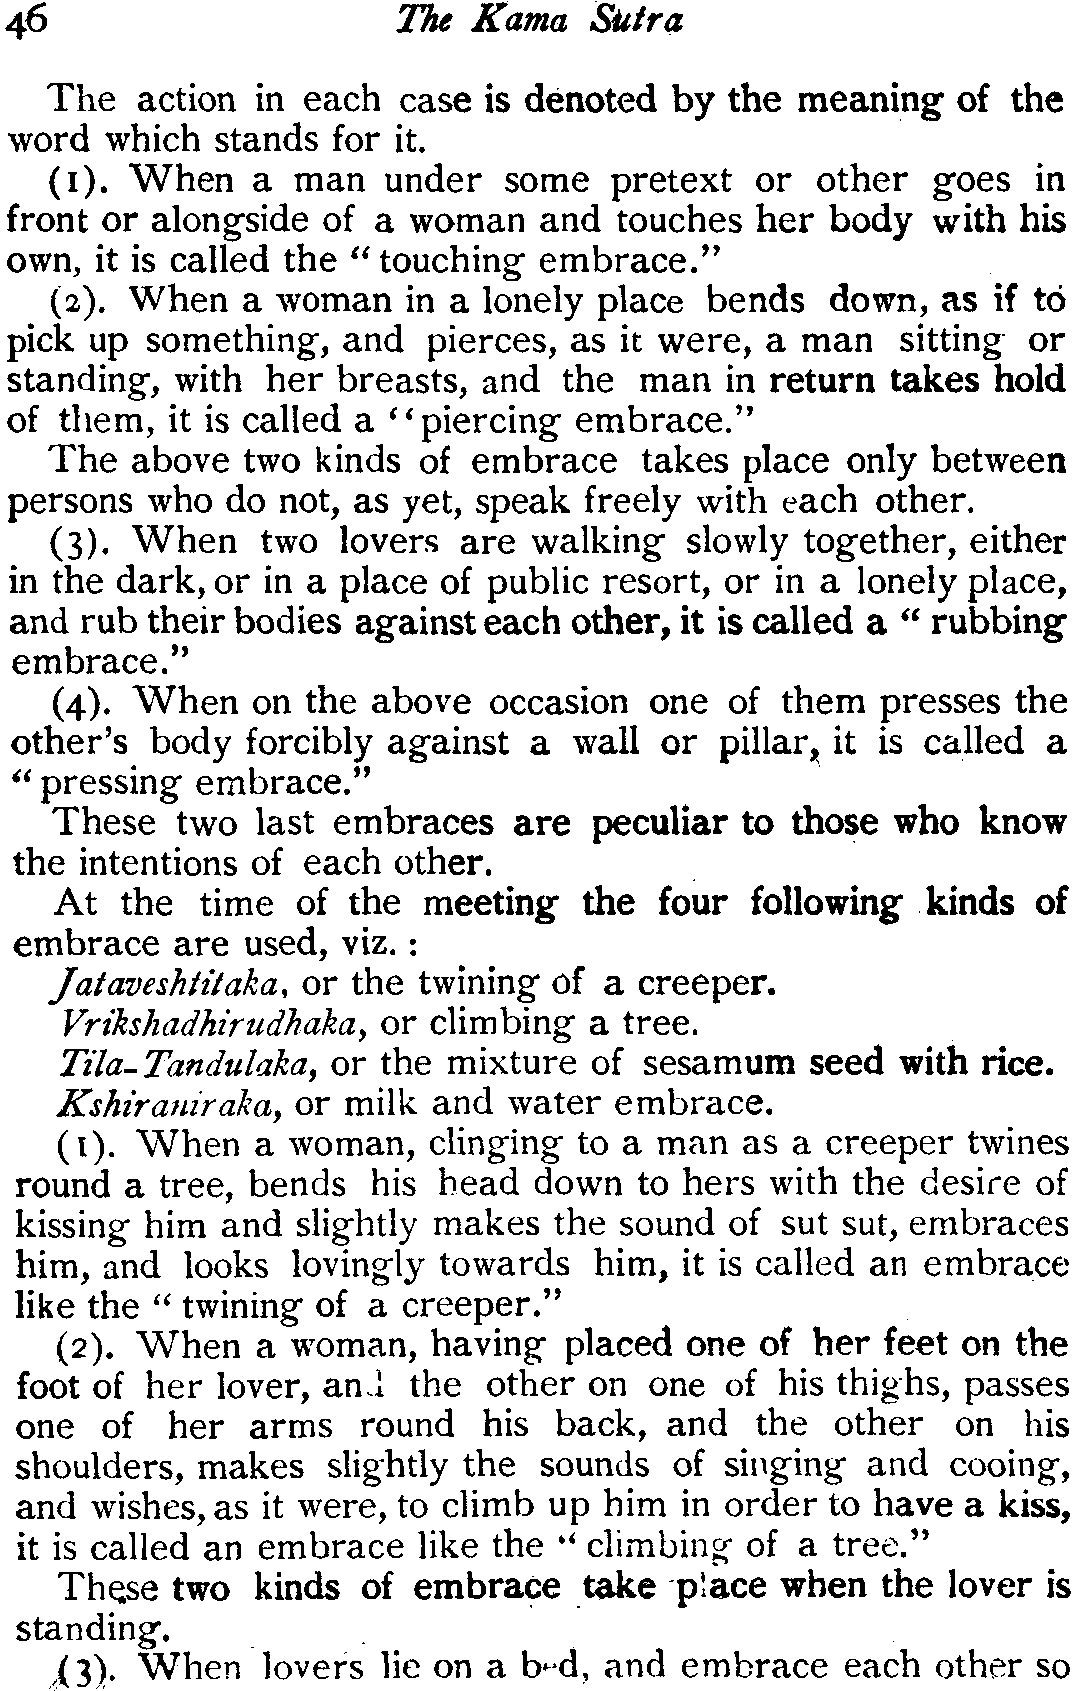 46 The Kama Sutra
The action in each case is denoted by the meaning of the
word which stands for it.
(1). When a man under some pretext or other goes in
front or alongside of a woman and touches her body with his
own, it is called the “ touching embrace.”
(2). When a woman in a lonely place bends down, as if to
pick up something, and pierces, as it were, a man sitting or
standing, with her breasts, and the man in return takes hold
of them, it is called a “piercing embrace.”
The above two kinds of embrace takes place only between
persons who do not, as yet, speak freely with each other.
(3). When two lovers are walking slowly together, either
in the dark, or in a place of public resort, or in a lonely place,
and rub their bodies against each other, it is called a “ rubbing
embrace.”
(4). When on the above occasion one of them presses the
other’s body forcibly against a wall or pillar, it is called a
“ pressing embrace.”
These two last embraces are peculiar to those who know
the intentions of each other.
At the time of the meeting the four following kinds of
embrace are used, viz. :
Jataveshtitaka, or the twining of a creeper.
Vrikshadhirudhaka, or climbing a tree.
Tila-Tandulaka, or the mixture of sesamum seed with rice.
Kshiraniraka, or milk and water embrace.
(1). When a woman, clinging to a man as a creeper twines
round a tree, bends his head down to hers with the desire of
kissing him and slightly makes the sound of sut sut, embraces
him, and looks lovingly towards him, it is called an embrace
like the “ twining of a creeper.”
(2). When a woman, having placed one of her feet on the
foot of her lover, and the other on one of his thighs, passes
one of her arms round his back, and the other on his
shoulders, makes slightly the sounds of singing and cooing,
and wishes, as it were, to climb up him in order to have a kiss,
it is called an embrace like the “ climbing of a tree.”
These two kinds of embrace take place when the lover is
standing.
(3). When lovers lie on a bed, and embrace each other so